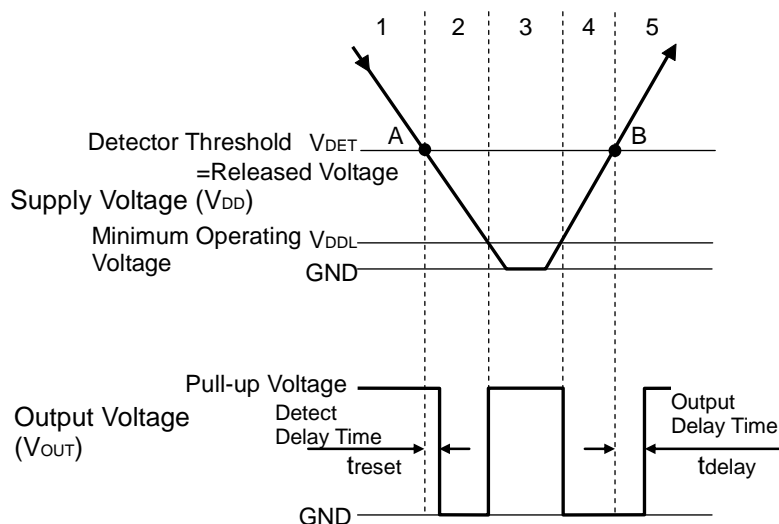 1 2 3 4 5
Detector Threshold VDET A B
=Released Voltage
Supply Voltage (VDD)
Minimum Operating VDDL
Voltage
GND
Pull-up Voltage
Output Voltage
(VOUT)
Detect
Delay Time
treset
Output
Delay Time
tdelay
GND